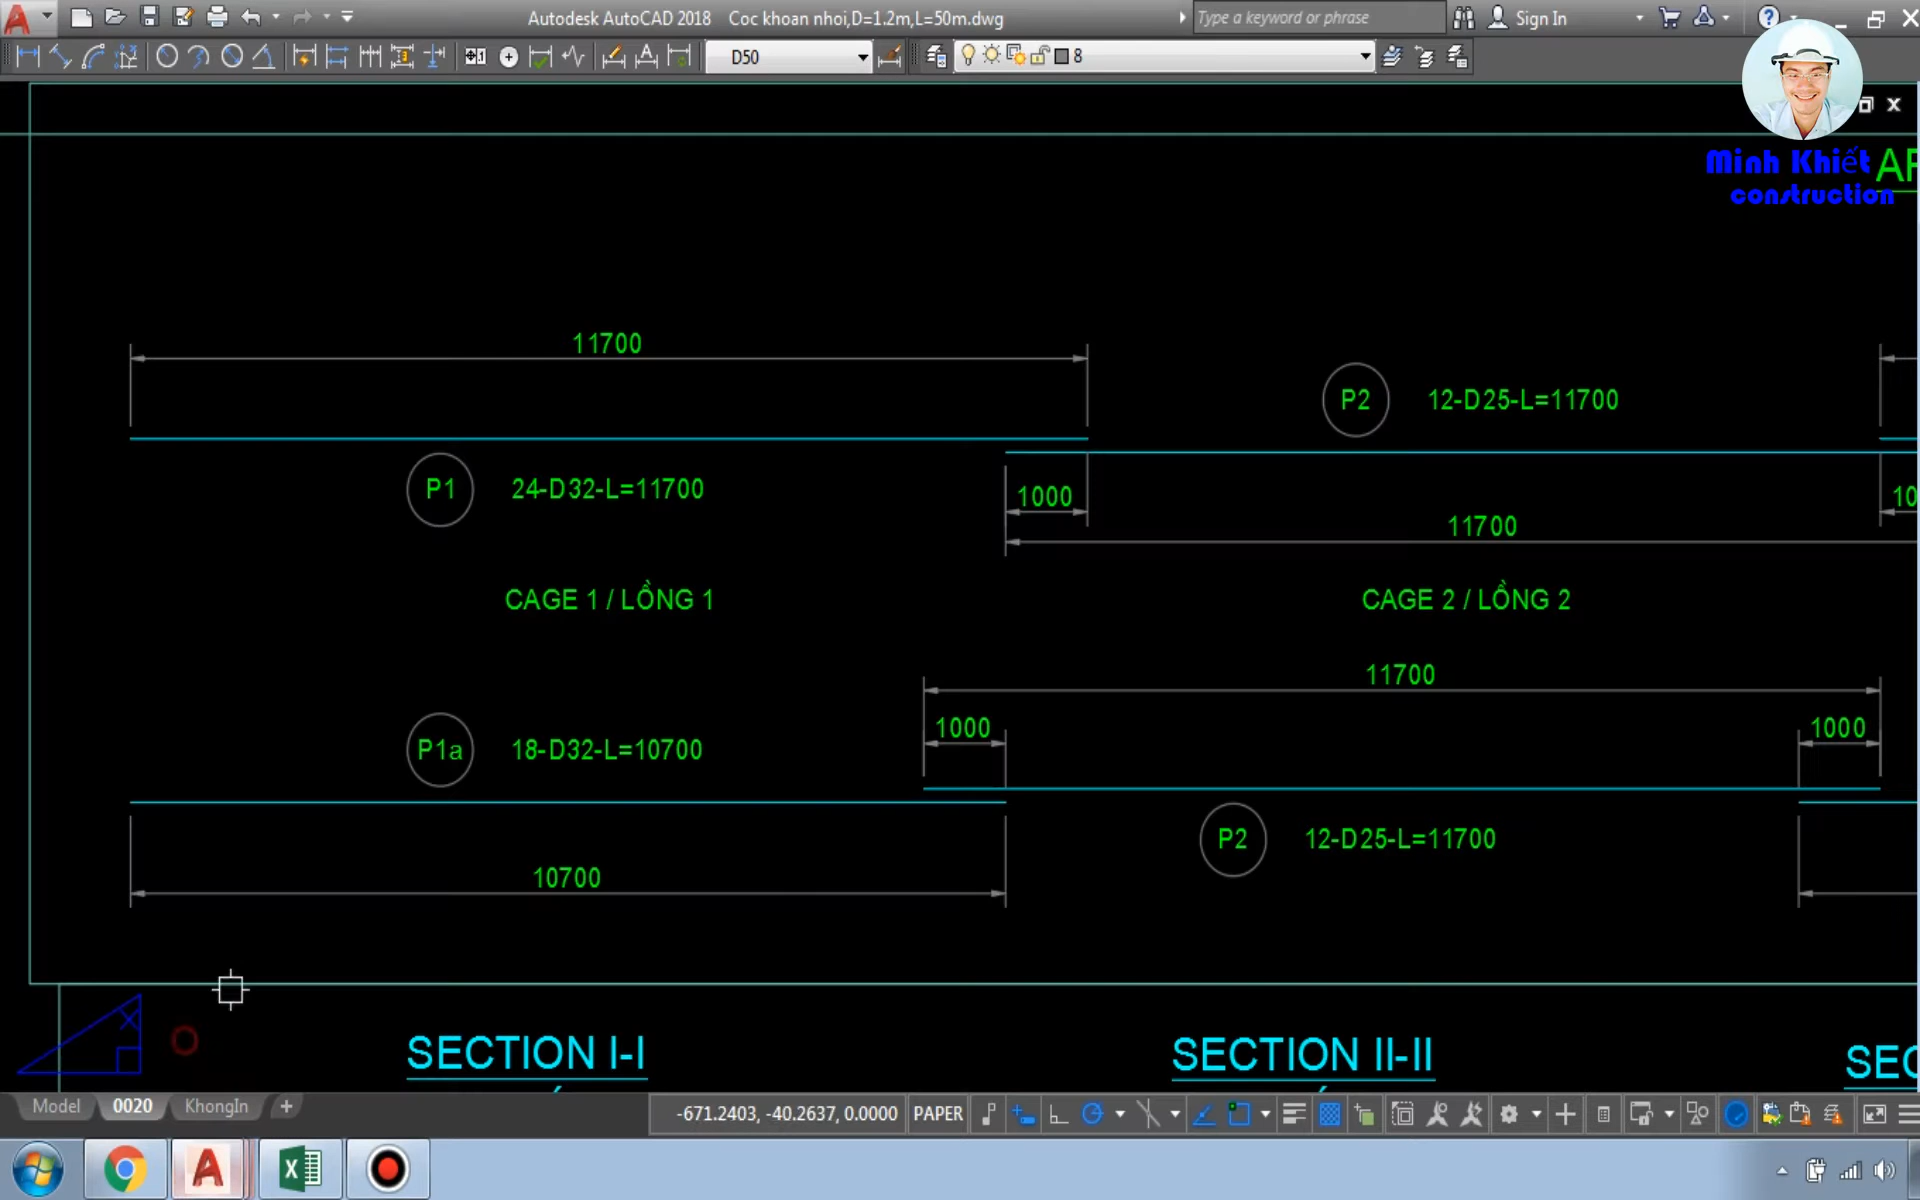 Autodesk AutoCAD 2018 Coc khoan nhoi,D=1.2m,L=50m.dwg
Type a keyword or phrase
Sign In
D50
8
Minh Khiết
construction
11700
P2 12-D25-L=11700
P1 24-D32-L=11700
1000
11700
CAGE 1 / LỒNG 1
CAGE 2 / LỒNG 2
11700
1000
1000
P1a 18-D32-L=10700
P2 12-D25-L=11700
10700
SECTION I-I
SECTION II-II
Model
0020
KhongIn
-671.2403, -40.2637, 0.0000
PAPER